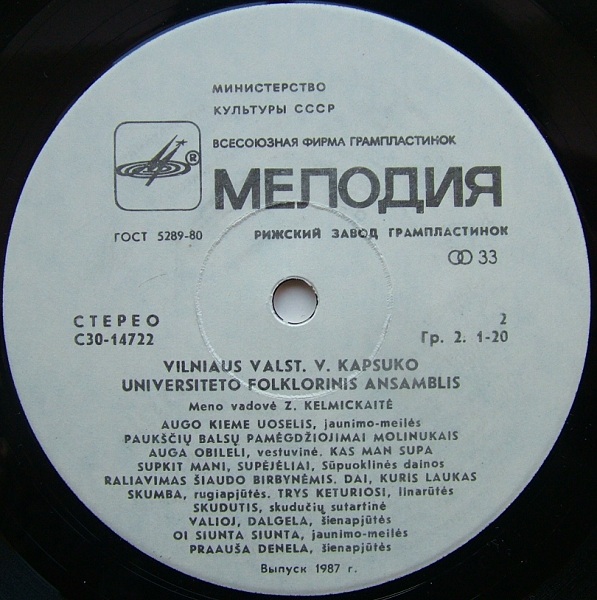 МИНИСТЕРСТВО
КУЛЬТУРЫ СССР
ВСЕСОЮЗНАЯ ФИРМА ГРАМПЛАСТИНОК
®
МЕЛОДИЯ
ГОСТ 5289-80 РИЖСКИЙ ЗАВОД ГРАМПЛАСТИНОК
33
СТЕРЕО 2
С30-14722 Гр. 2. 1-20
VILNIAUS VALST. V. KAPSUKO
UNIVERSITETO FOLKLORINIS ANSAMBLIS
Meno vadovė Z. KELMICKAITĖ
AUGO KIEME UOSELIS, jaunimo-meilės
PAUKŠČIŲ BALSŲ PAMĖGDŽIOJIMAI MOLINUKAIS
AUGA OBILELI, vestuvinė. KAS MAN SUPA
SUPKIT MANI, SUPĖJĖLIAI, Sūpuoklinės dainos
RALIAVIMAS ŠIAUDO BIRBYNĖMIS. DAI, KURIS LAUKAS
SKUMBA, rugiapjūtės. TRYS KETURIOSI, linarūtės
SKUDUTIS, skudučių sutartinė
VALIOJ, DALGELA, šienapjūtės
OI SIUNTA SIUNTA, jaunimo-meilės
PRAAUŠA DENELA, šienapjūtės
Выпуск 1987 г.